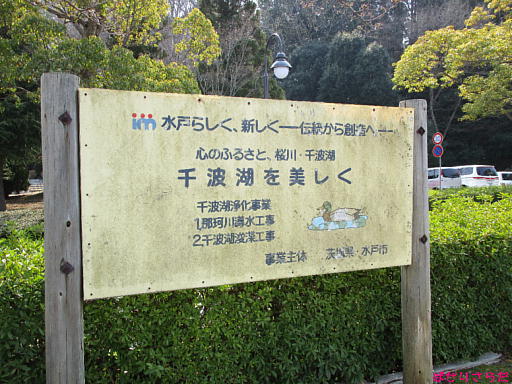 im 水戸らしく、新しく――伝統から創造へ――
心のふるさと、桜川・千波湖
千波湖を美しく
千波湖浄化事業
1.那珂川導水工事
2.千波湖浚渫工事
事業主体 茨城県・水戸市